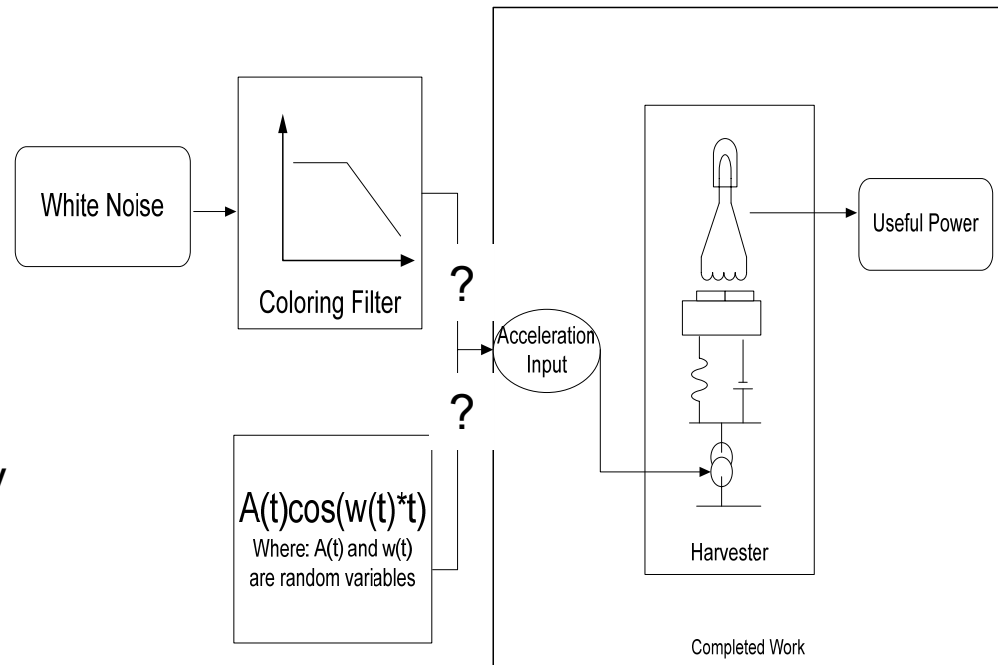 White Noise
Coloring Filter
?
?
Acceleration
Input
A(t)cos(w(t)*t)
Where: A(t) and w(t)
are random variables
Harvester
Useful Power
Completed Work